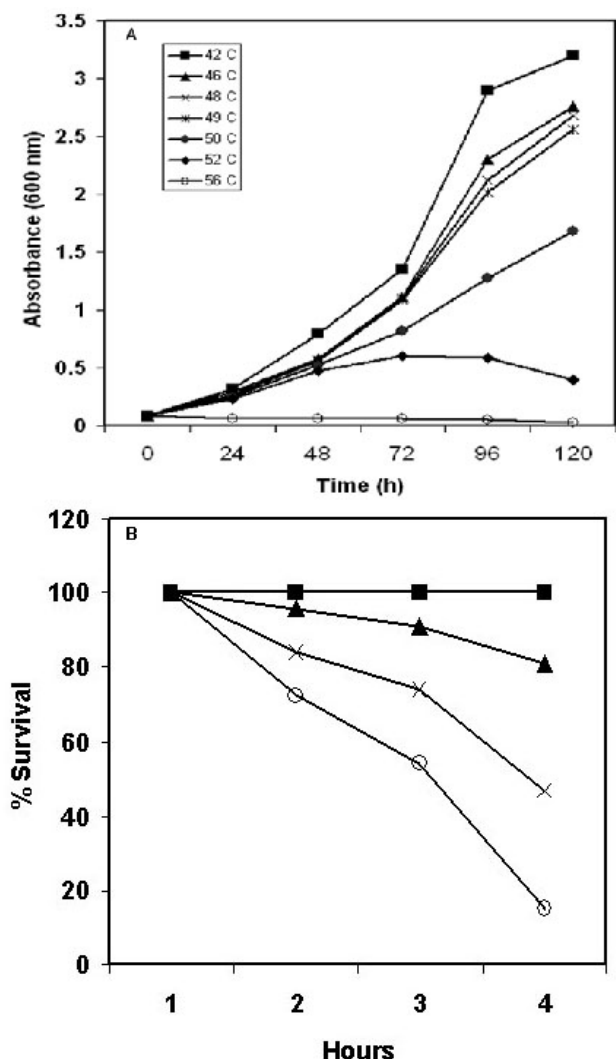 A
3.5
3
2.5
2
1.5
1
0.5
0
42 C
46 C
48 C
49 C
50 C
52 C
56 C
Absorbance (600 nm)
0 24 48 72 96 120
Time (h)
B
120
100
80
60
40
20
0
% Survival
1 2 3 4
Hours